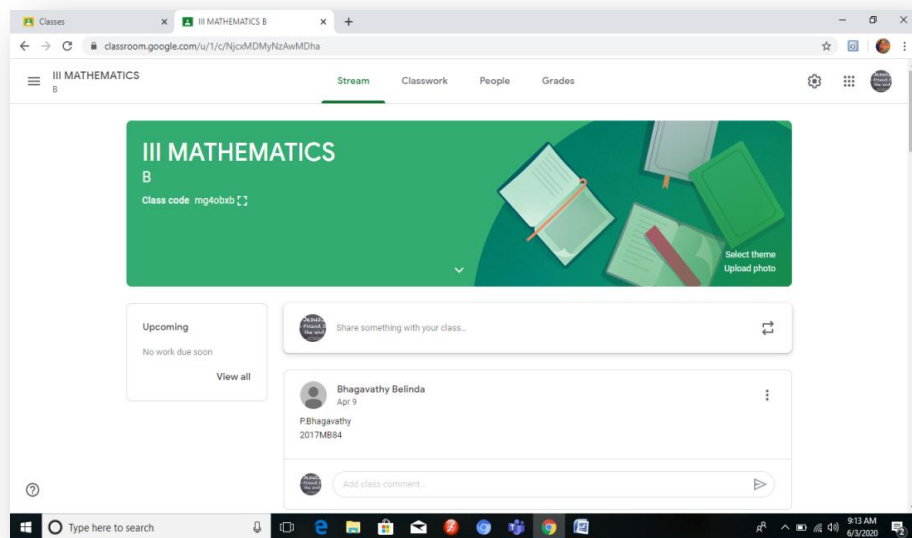 Classes
III MATHEMATICS B
classroom.google.com/u/1/c/NjcxMDMyNzAwMDha
III MATHEMATICS
B
Stream Classwork People Grades
III MATHEMATICS
B
Class code mg4obxb
Select theme
Upload photo
Upcoming
No work due soon
View all
Share something with your class...
Bhagavathy Belinda
Apr 9
P.Bhagavathy
2017MB84
Add class comment...
Type here to search
9:13 AM
6/3/2020